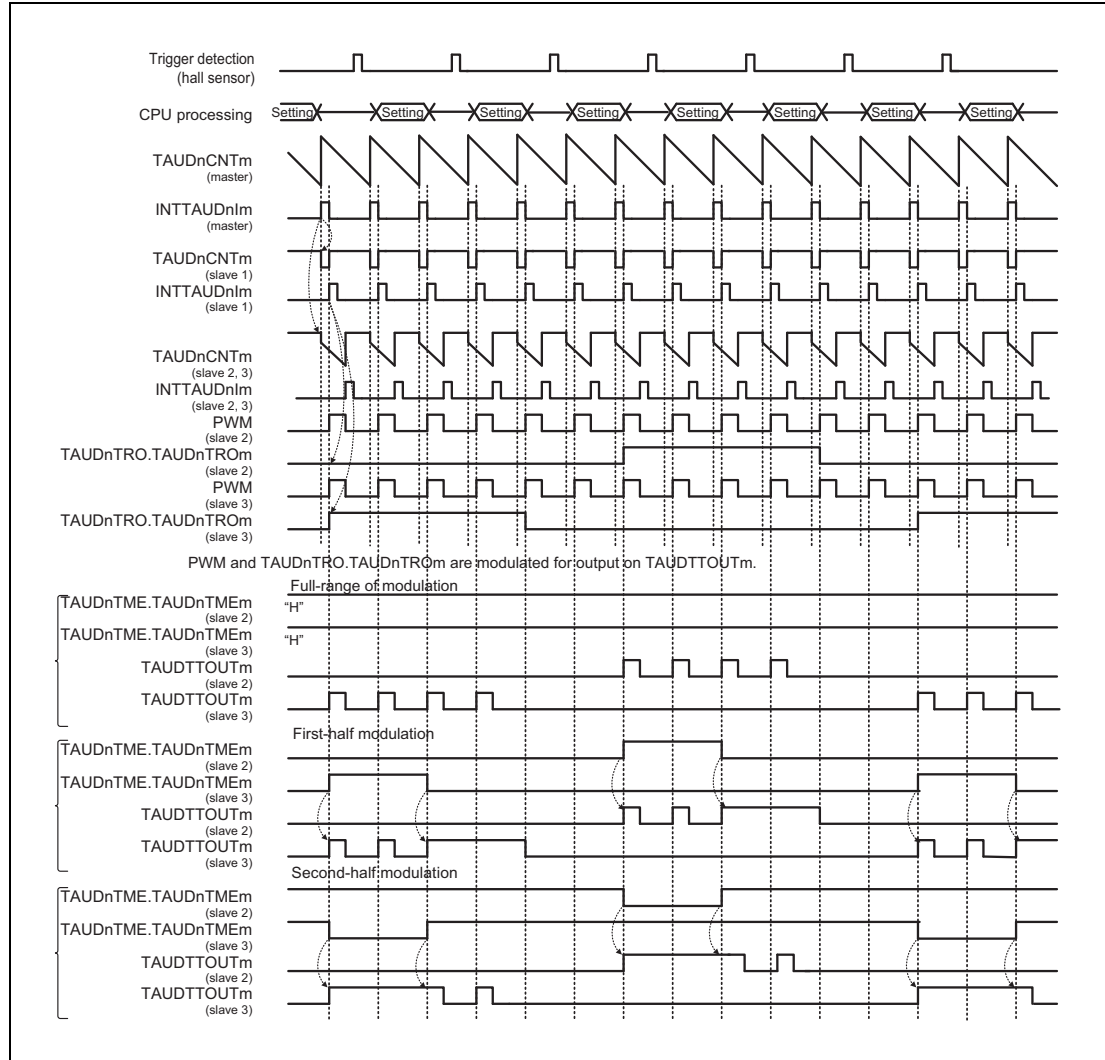 Trigger detection
(hall sensor)
CPU processing
Setting Setting Setting Setting Setting Setting Setting Setting
TAUDnCNTm
(master)
INTTAUDnIm
(master)
TAUDnCNTm
(slave 1)
INTTAUDnIm
(slave 1)
TAUDnCNTm
(slave 2, 3)
INTTAUDnIm
(slave 2, 3)
PWM
(slave 2)
TAUDnTRO.TAUDnTROm
(slave 2)
PWM
(slave 3)
TAUDnTRO.TAUDnTROm
(slave 3)
PWM and TAUDnTRO.TAUDnTROm are modulated for output on TAUDTTOUTm.
Full-range of modulation
TAUDnTME.TAUDnTMEm "H"
(slave 2)
TAUDnTME.TAUDnTMEm "H"
(slave 3)
TAUDTTOUTm
(slave 2)
TAUDTTOUTm
(slave 3)
First-half modulation
TAUDnTME.TAUDnTMEm
(slave 2)
TAUDnTME.TAUDnTMEm
(slave 3)
TAUDTTOUTm
(slave 2)
TAUDTTOUTm
(slave 3)
Second-half modulation
TAUDnTME.TAUDnTMEm
(slave 2)
TAUDnTME.TAUDnTMEm
(slave 3)
TAUDTTOUTm
(slave 2)
TAUDTTOUTm
(slave 3)